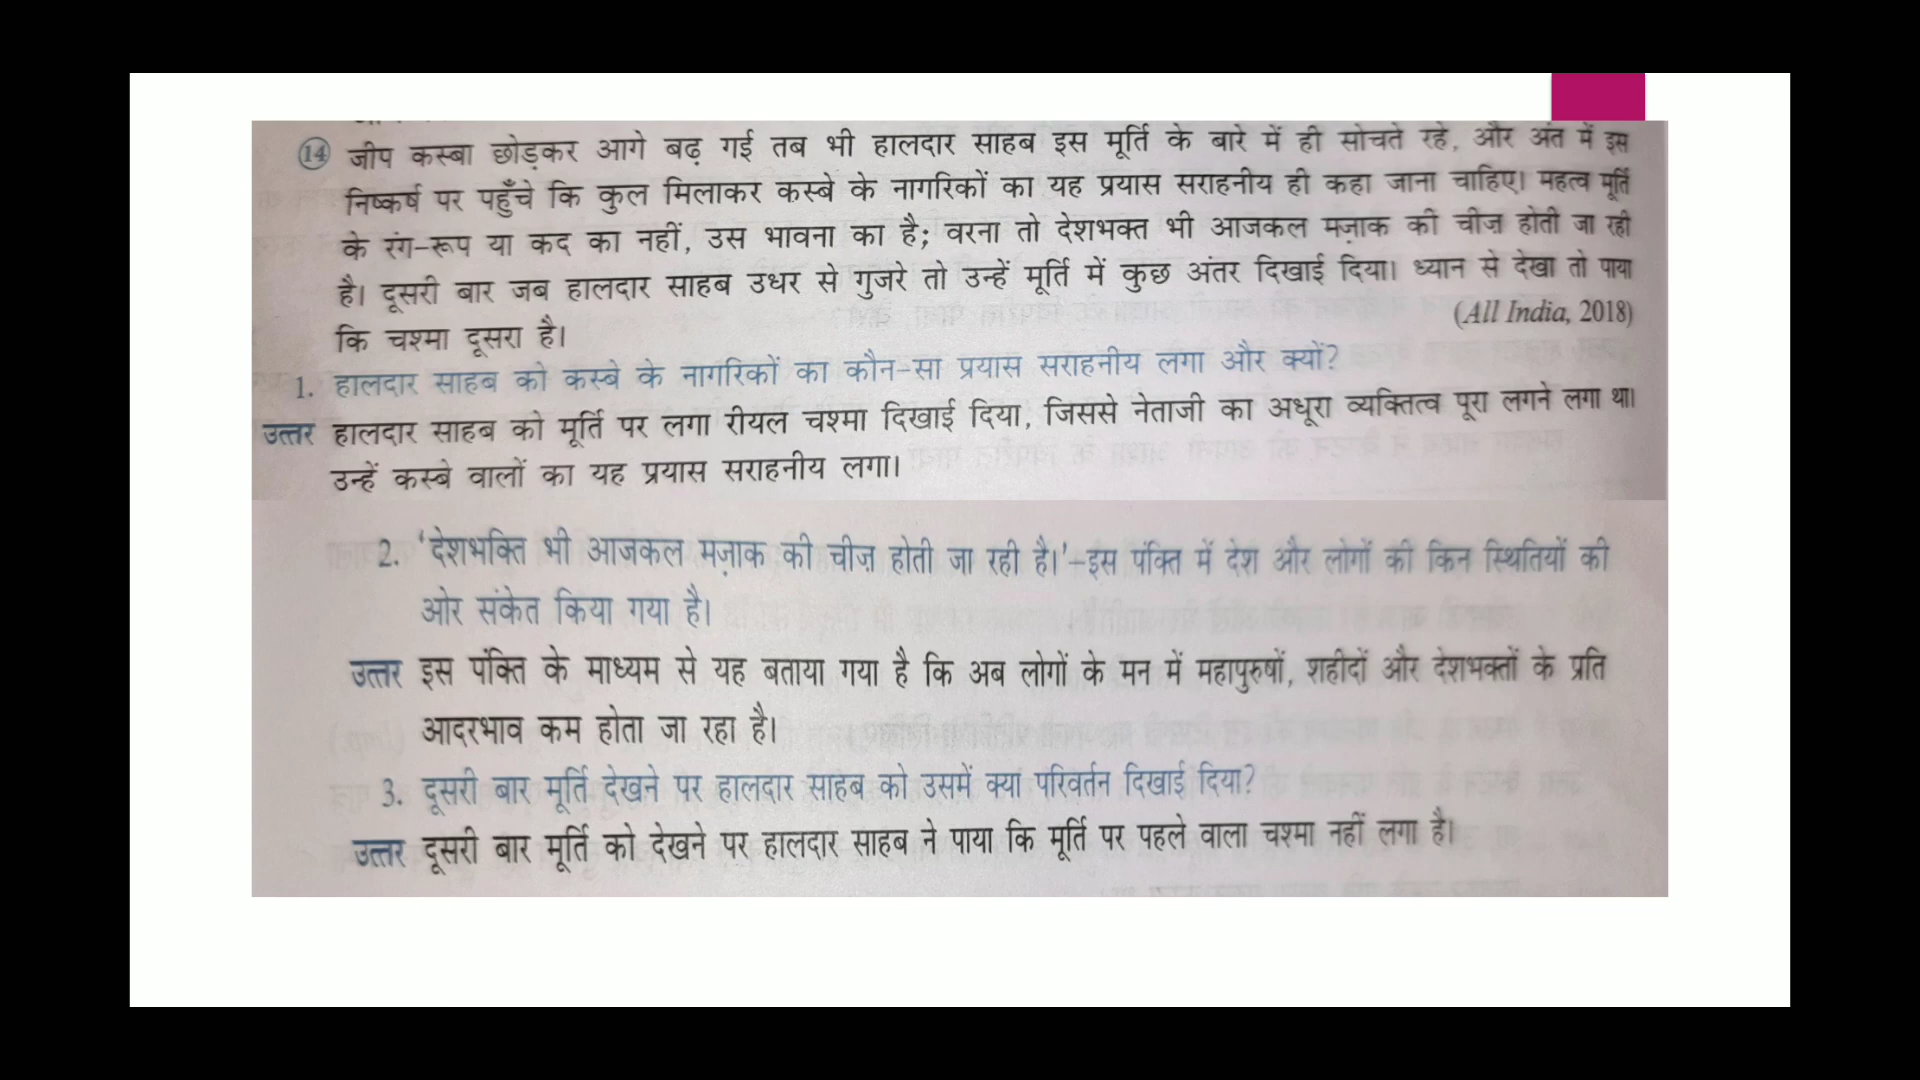 14 जीप कस्बा छोड़कर आगे बढ़ गई तब भी हालदार साहब इस मूर्ति के बारे में ही सोचते रहे, और अंत में इस
निष्कर्ष पर पहुँचे कि कुल मिलाकर कस्बे के नागरिकों का यह प्रयास सराहनीय ही कहा जाना चाहिए। महत्व मूर्ति
के रंग-रूप या कद का नहीं, उस भावना का है; वरना तो देशभक्त भी आजकल मज़ाक की चीज़ होती जा रही
है। दूसरी बार जब हालदार साहब उधर से गुजरे तो उन्हें मूर्ति में कुछ अंतर दिखाई दिया। ध्यान से देखा तो पाया
कि चश्मा दूसरा है।
(All India, 2018)
1. हालदार साहब को कस्बे के नागरिकों का कौन-सा प्रयास सराहनीय लगा और क्यों?
उत्तर हालदार साहब को मूर्ति पर लगा रीयल चश्मा दिखाई दिया, जिससे नेताजी का अधूरा व्यक्तित्व पूरा लगने लगा था।
उन्हें कस्बे वालों का यह प्रयास सराहनीय लगा।
2. 'देशभक्ति भी आजकल मज़ाक की चीज़ होती जा रही है।'-इस पंक्ति में देश और लोगों की किन स्थितियों की
ओर संकेत किया गया है।
उत्तर इस पंक्ति के माध्यम से यह बताया गया है कि अब लोगों के मन में महापुरुषों, शहीदों और देशभक्तों के प्रति
आदरभाव कम होता जा रहा है।
3. दूसरी बार मूर्ति देखने पर हालदार साहेब को उसमें क्या परिवर्तन दिखाई दिया?
उत्तर दूसरी बार मूर्ति को देखने पर हालदार साहब ने पाया कि मूर्ति पर पहले वाला चश्मा नहीं लगा है।